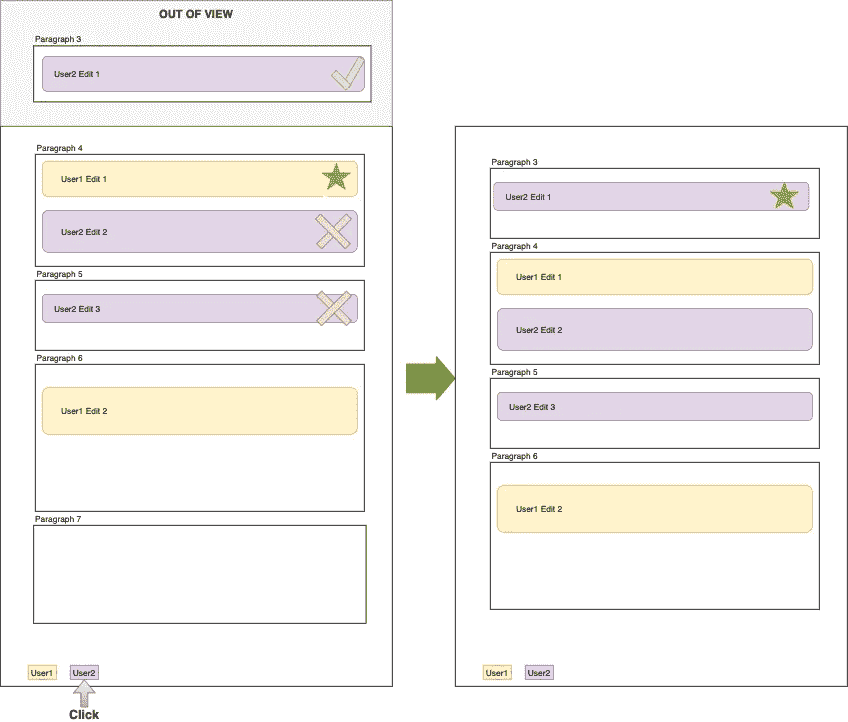 OUT OF VIEW
Paragraph 3
User2 Edit 1
Paragraph 4
User1 Edit 1
User2 Edit 2
Paragraph 5
User2 Edit 3
Paragraph 6
User1 Edit 2
Paragraph 7
User1
User2
Click
Paragraph 3
User2 Edit 1
Paragraph 4
User1 Edit 1
User2 Edit 2
Paragraph 5
User2 Edit 3
Paragraph 6
User1 Edit 2
User1
User2